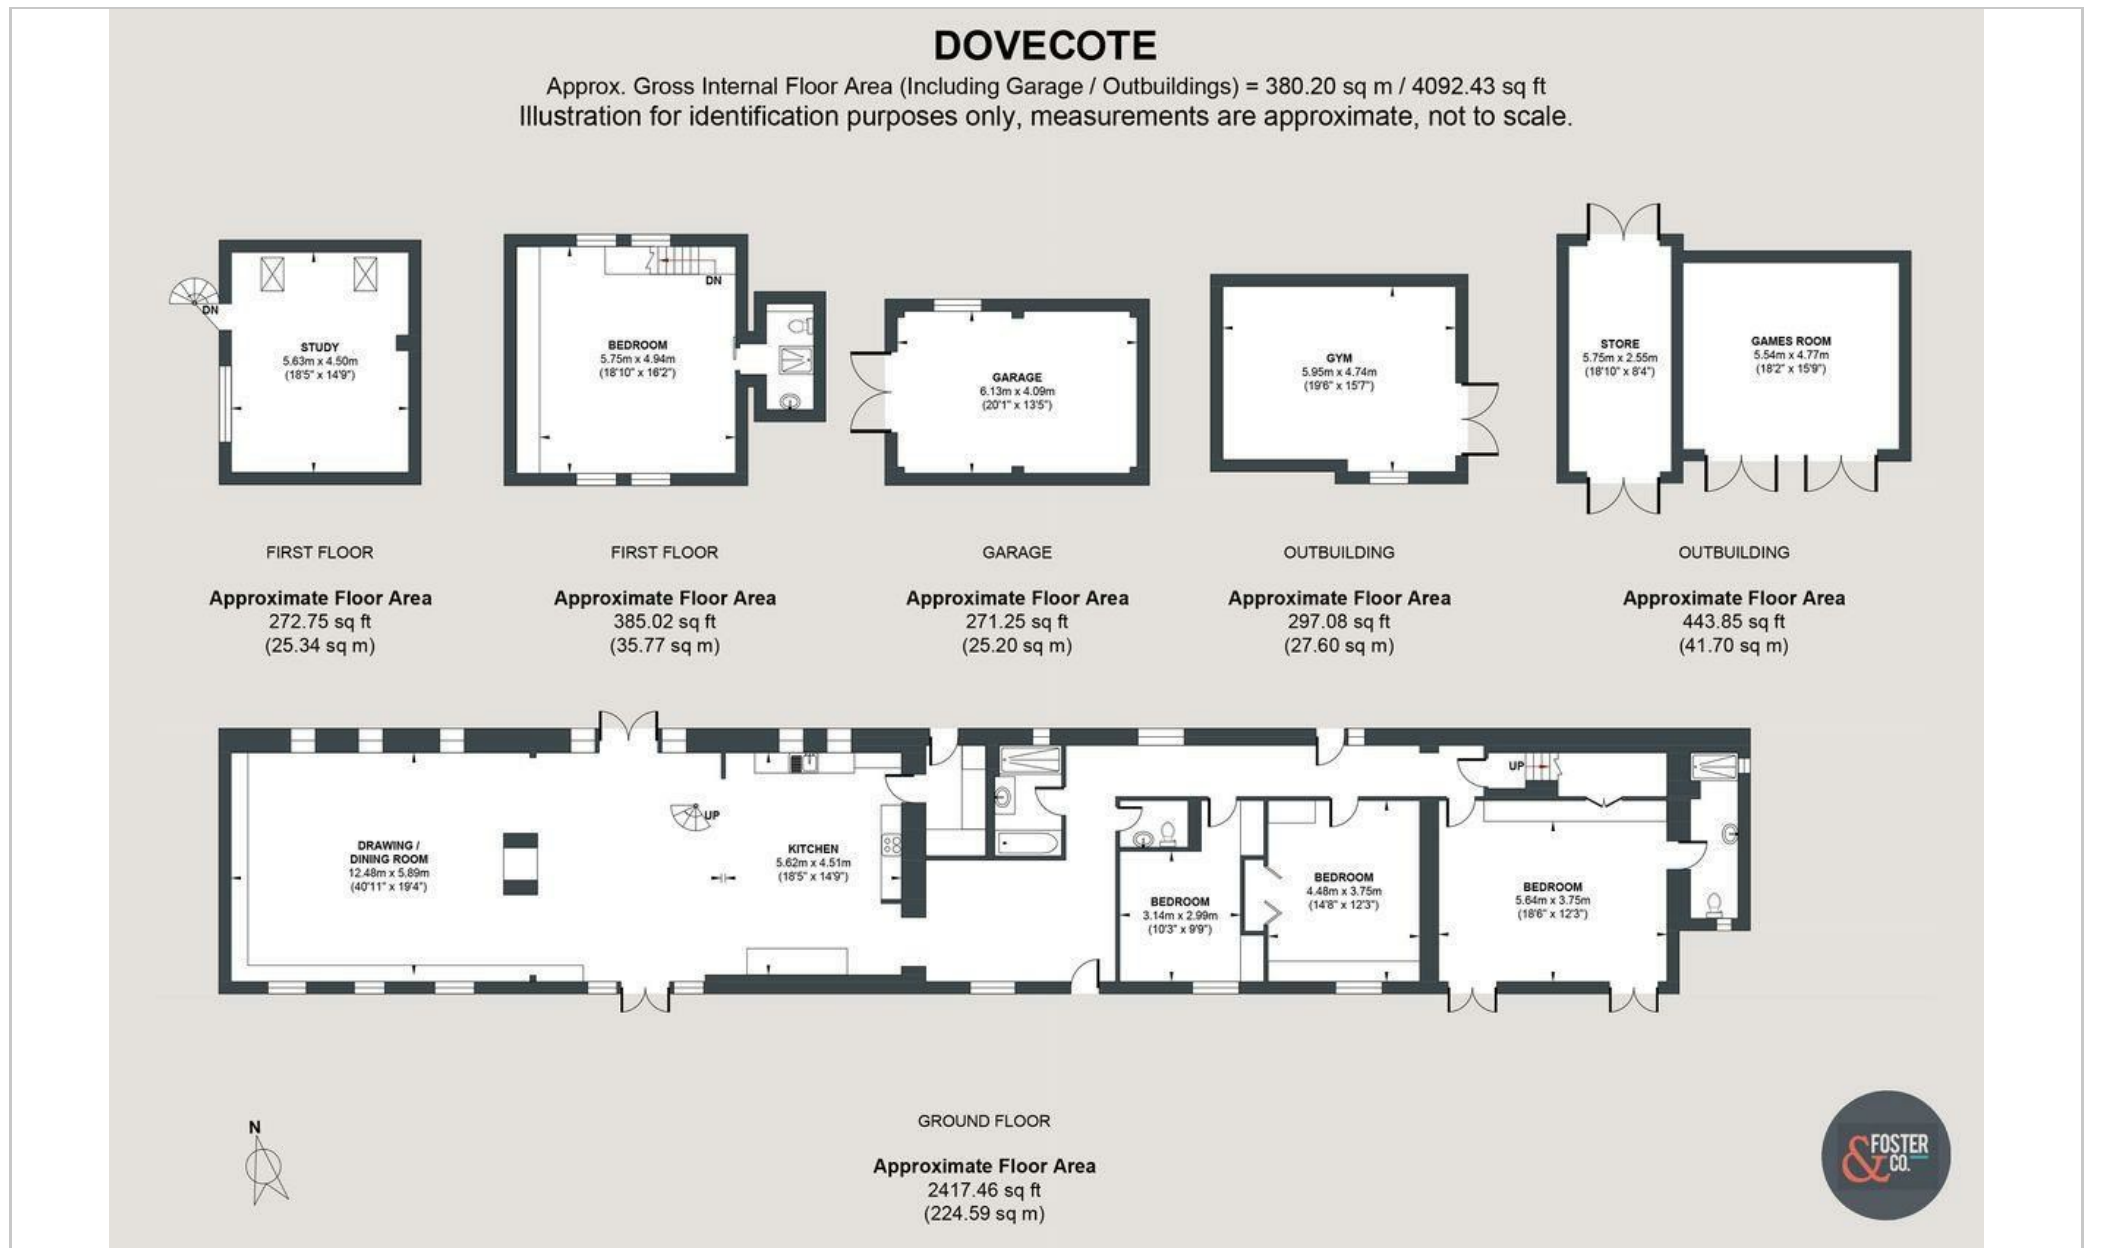 DOVECOTE
Approx. Gross Internal Floor Area (Including Garage / Outbuildings) = 380.20 sq m / 4092.43 sq ft
Illustration for identification purposes only, measurements are approximate, not to scale.
DN
STUDY
5.63m x 4.50m
(18'5" x 14'9")
FIRST FLOOR
Approximate Floor Area
272.75 sq ft
(25.34 sq m)
DN
BEDROOM
5.75m x 4.94m
(18'10" x 16'2")
FIRST FLOOR
Approximate Floor Area
385.02 sq ft
(35.77 sq m)
GARAGE
6.13m x 4.09m
(20'1" x 13'5")
GARAGE
Approximate Floor Area
271.25 sq ft
(25.20 sq m)
GYM
5.95m x 4.74m
(19'6" x 15'7")
OUTBUILDING
Approximate Floor Area
297.08 sq ft
(27.60 sq m)
STORE
5.75m x 2.55m
(18'10" x 8'4")
GAMES ROOM
5.54m x 4.77m
(18'2" x 15'9")
OUTBUILDING
Approximate Floor Area
443.85 sq ft
(41.70 sq m)
DRAWING /
DINING ROOM
12.48m x 5.89m
(40'11" x 19'4")
UP
KITCHEN
5.62m x 4.51m
(18'5" x 14'9")
BEDROOM
3.14m x 2.99m
(10'3" x 9'9")
BEDROOM
4.48m x 3.75m
(14'8" x 12'3")
UP
BEDROOM
5.64m x 3.75m
(18'6" x 12'3")
GROUND FLOOR
Approximate Floor Area
2417.46 sq ft
(224.59 sq m)
N
& FOSTER
CO.